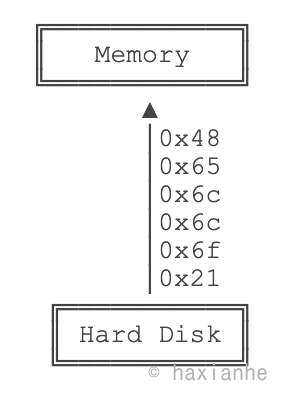 Memory
0x48
0x65
0x6c
0x6c
0x6f
0x21
Hard Disk
© haxianhe